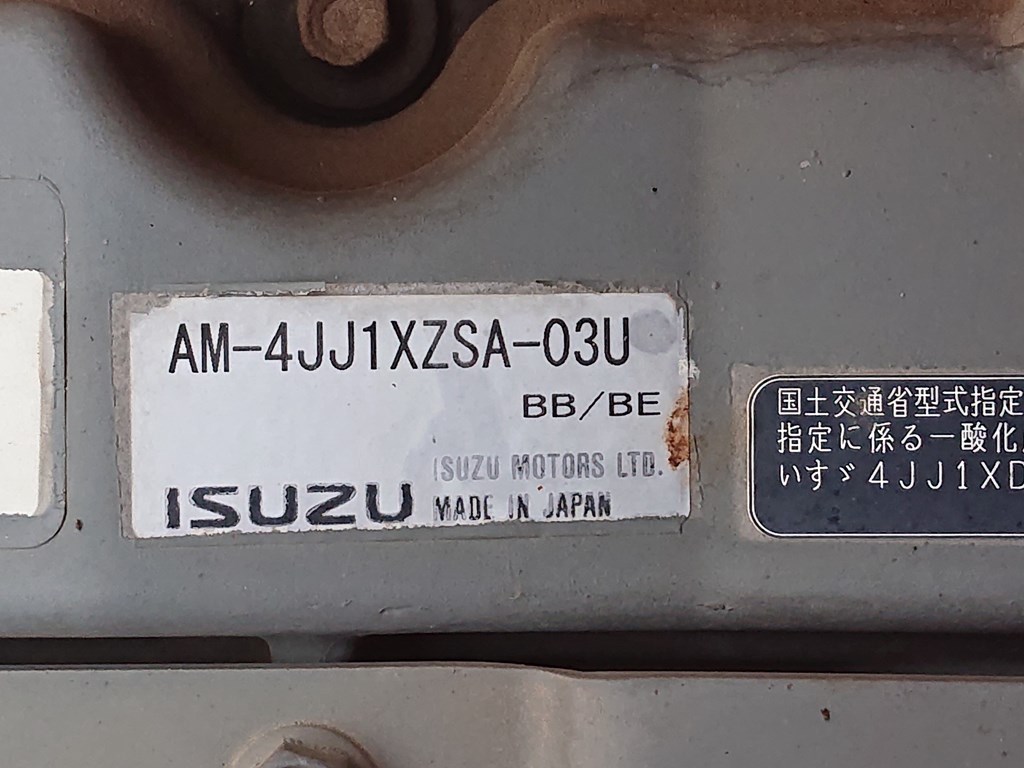 AM-4JJ1XZSA-03U
BB/BE
ISUZU MOTORS LTD.
ISUZU MADE IN JAPAN
国土交通省型式指定
指定に係る一酸化
いすゞ4JJ1XD